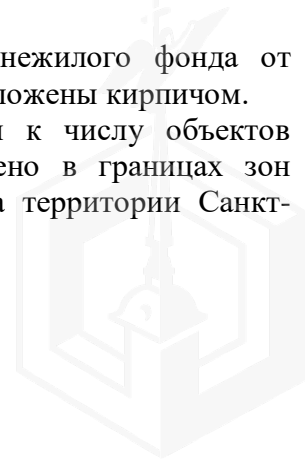 нежилого фонда от
ложены кирпичом.
к числу объектов
ено в границах зон
территории Санкт-